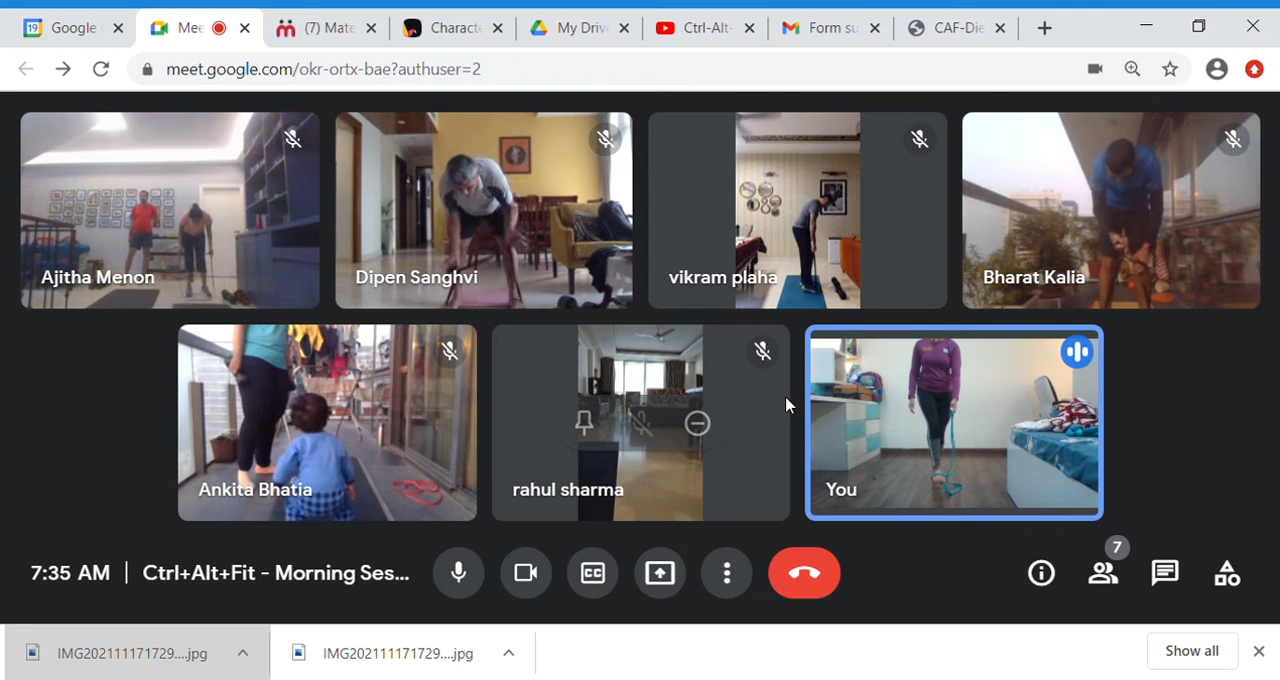 19 Google
Mee
(7) Mate
Characte
My Driv
Ctrl-Alt-
Form su
CAF-Die
meet.google.com/okr-ortx-bae?authuser=2
Ajitha Menon
Dipen Sanghvi
vikram plaha
Bharat Kalia
Ankita Bhatia
rahul sharma
You
7:35 AM | Ctrl+Alt+Fit - Morning Ses...
CC
7
IMG202111171729....jpg
IMG202111171729....jpg
Show all